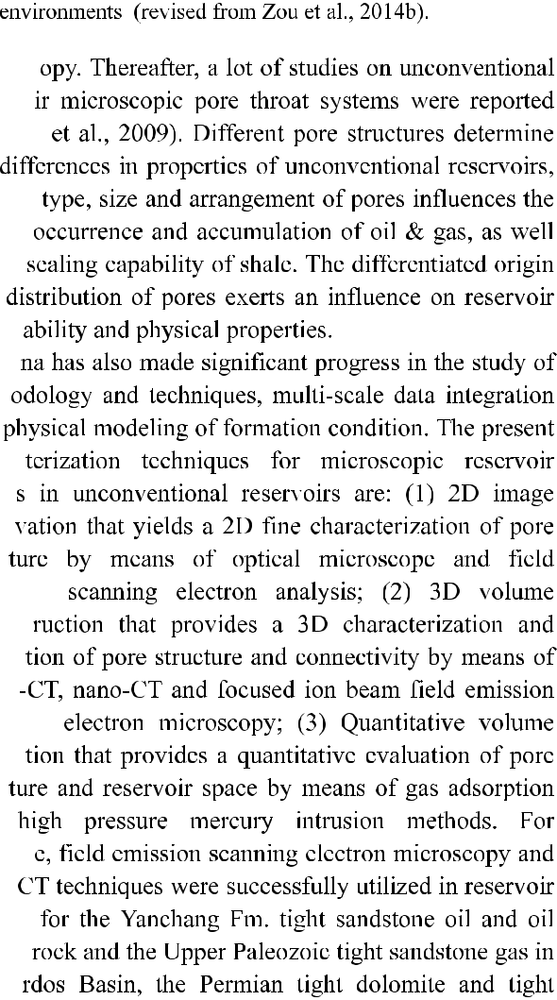 environments (revised from Zou et al., 2014b).
opy. Thereafter, a lot of studies on unconventional
ir microscopic pore throat systems were reported
et al., 2009). Different pore structures determine
differences in properties of unconventional reservoirs,
type, size and arrangement of pores influences the
occurrence and accumulation of oil & gas, as well
sealing capability of shale. The differentiated origin
distribution of pores exerts an influence on reservoir
ability and physical properties.
na has also made significant progress in the study of
odology and techniques, multi-scale data integration
physical modeling of formation condition. The present
terization techniques for microscopic reservoir
s in unconventional reservoirs are: (1) 2D image
vation that yields a 2D fine characterization of pore
ture by means of optical microscope and field
scanning electron analysis; (2) 3D volume
ruction that provides a 3D characterization and
tion of pore structure and connectivity by means of
-CT, nano-CT and focused ion beam field emission
electron microscopy; (3) Quantitative volume
tion that provides a quantitative evaluation of pore
ture and reservoir space by means of gas adsorption
high pressure mercury intrusion methods. For
e, field emission scanning electron microscopy and
CT techniques were successfully utilized in reservoir
for the Yanchang Fm. tight sandstone oil and oil
rock and the Upper Paleozoic tight sandstone gas in
rdos Basin, the Permian tight dolomite and tight